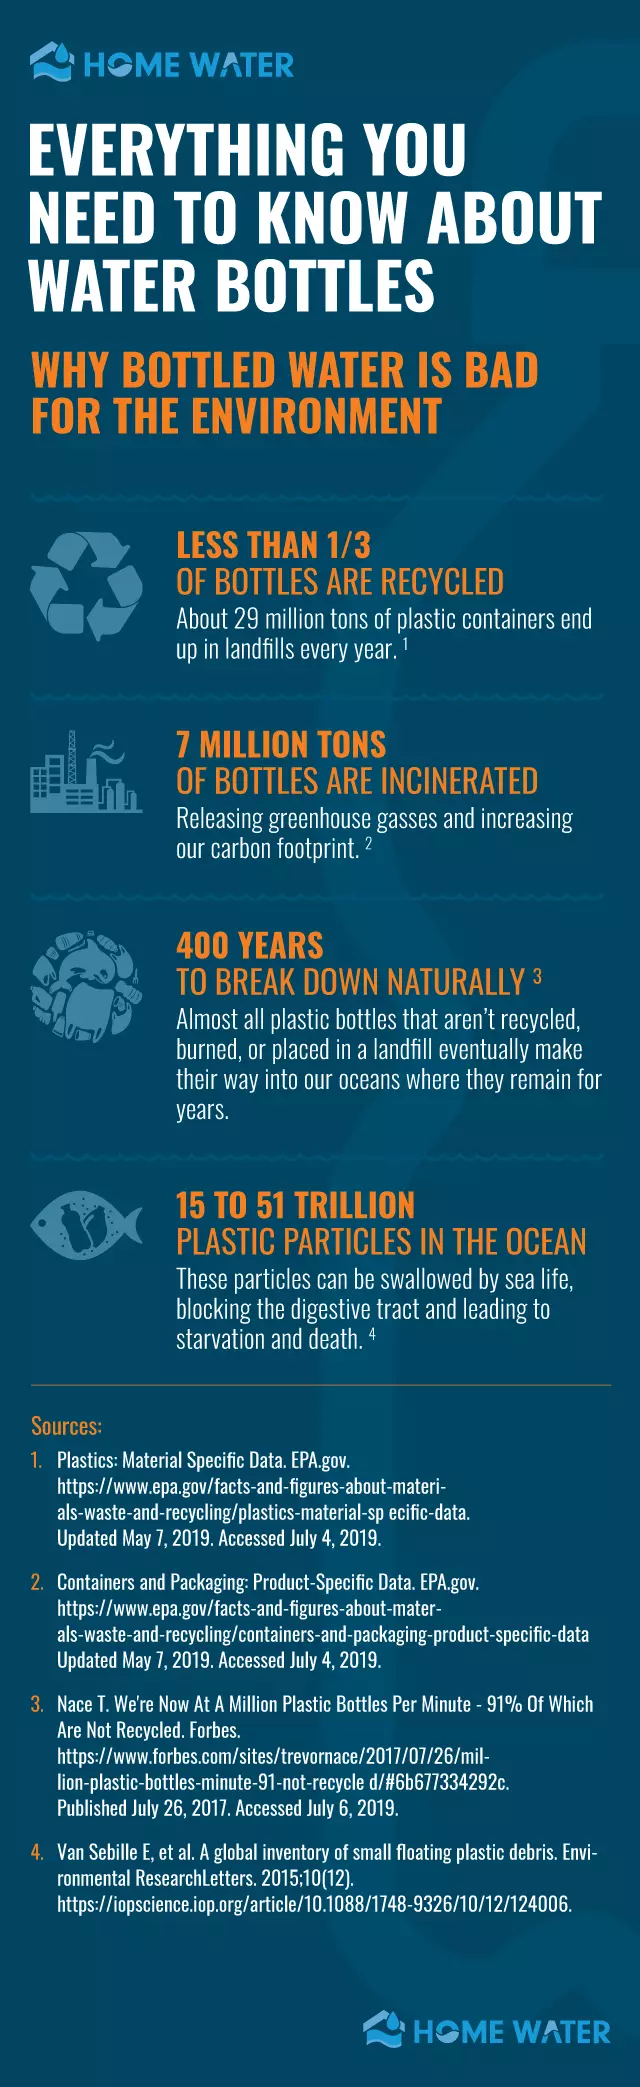 HOME WATER
EVERYTHING YOU
NEED TO KNOW ABOUT
WATER BOTTLES
WHY BOTTLED WATER IS BAD
FOR THE ENVIRONMENT
LESS THAN 1/3
OF BOTTLES ARE RECYCLED
About 29 million tons of plastic containers end
up in landfills every year. 1
7 MILLION TONS
OF BOTTLES ARE INCINERATED
Releasing greenhouse gasses and increasing
our carbon footprint. 2
400 YEARS
TO BREAK DOWN NATURALLY 3
Almost all plastic bottles that aren't recycled,
burned, or placed in a landfill eventually make
their way into our oceans where they remain for
years.
15 TO 51 TRILLION
PLASTIC PARTICLES IN THE OCEAN
These particles can be swallowed by sea life,
blocking the digestive tract and leading to
starvation and death. 4
Sources:
1. Plastics: Material Specific Data. EPA.gov.
https://www.epa.gov/facts-and-figures-about-materi-
als-waste-and-recycling/plastics-material-sp ecific-data.
Updated May 7, 2019. Accessed July 4, 2019.
2. Containers and Packaging: Product-Specific Data. EPA.gov.
https://www.epa.gov/facts-and-figures-about-mater-
als-waste-and-recycling/containers-and-packaging-product-specific-data
Updated May 7, 2019. Accessed July 4, 2019.
3. Nace T. We're Now At A Million Plastic Bottles Per Minute - 91% Of Which
Are Not Recycled. Forbes.
https://www.forbes.com/sites/trevornace/2017/07/26/mil-
lion-plastic-bottles-minute-91-not-recycle d/#6b677334292c.
Published July 26, 2017. Accessed July 6, 2019.
4. Van Sebille E, et al. A global inventory of small floating plastic debris. Envi-
ronmental ResearchLetters. 2015;10(12).
https://iopscience.iop.org/article/10.1088/1748-9326/10/12/124006.
HOME WATER